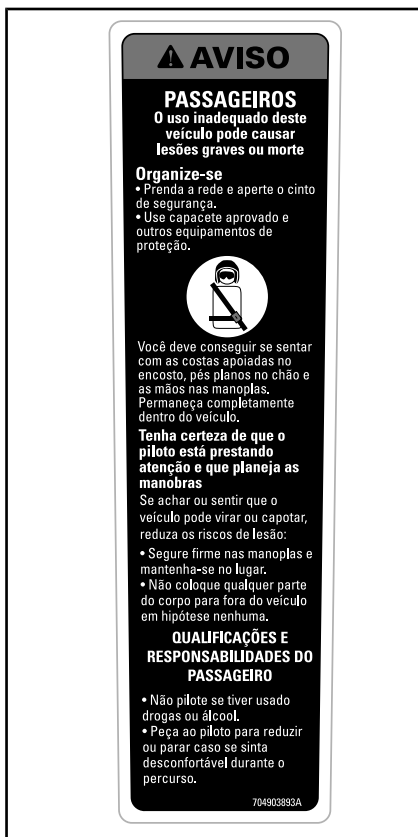 AVISO
PASSAGEIROS
O uso inadequado deste
veículo pode causar
lesões graves ou morte
Organize-se
• Prenda a rede e aperte o cinto
de segurança.
• Use capacete aprovado e
outros equipamentos de
proteção.
Você deve conseguir se sentar
com as costas apoiadas no
encosto, pés planos no chão e
as mãos nas manoplas.
Permaneça completamente
dentro do veículo.
Tenha certeza de que o
piloto está prestando
atenção e que planeja as
manobras
Se achar ou sentir que o
veículo pode virar ou capotar,
reduza os riscos de lesão:
• Segure firme nas manoplas e
mantenha-se no lugar.
• Não coloque qualquer parte
do corpo para fora do veículo
em hipótese nenhuma.
QUALIFICAÇÕES E
RESPONSABILIDADES DO
PASSAGEIRO
• Não pilote se tiver usado
drogas ou álcool.
• Peça ao piloto para reduzir
ou parar caso se sinta
desconfortável durante o
percurso.
704903893A